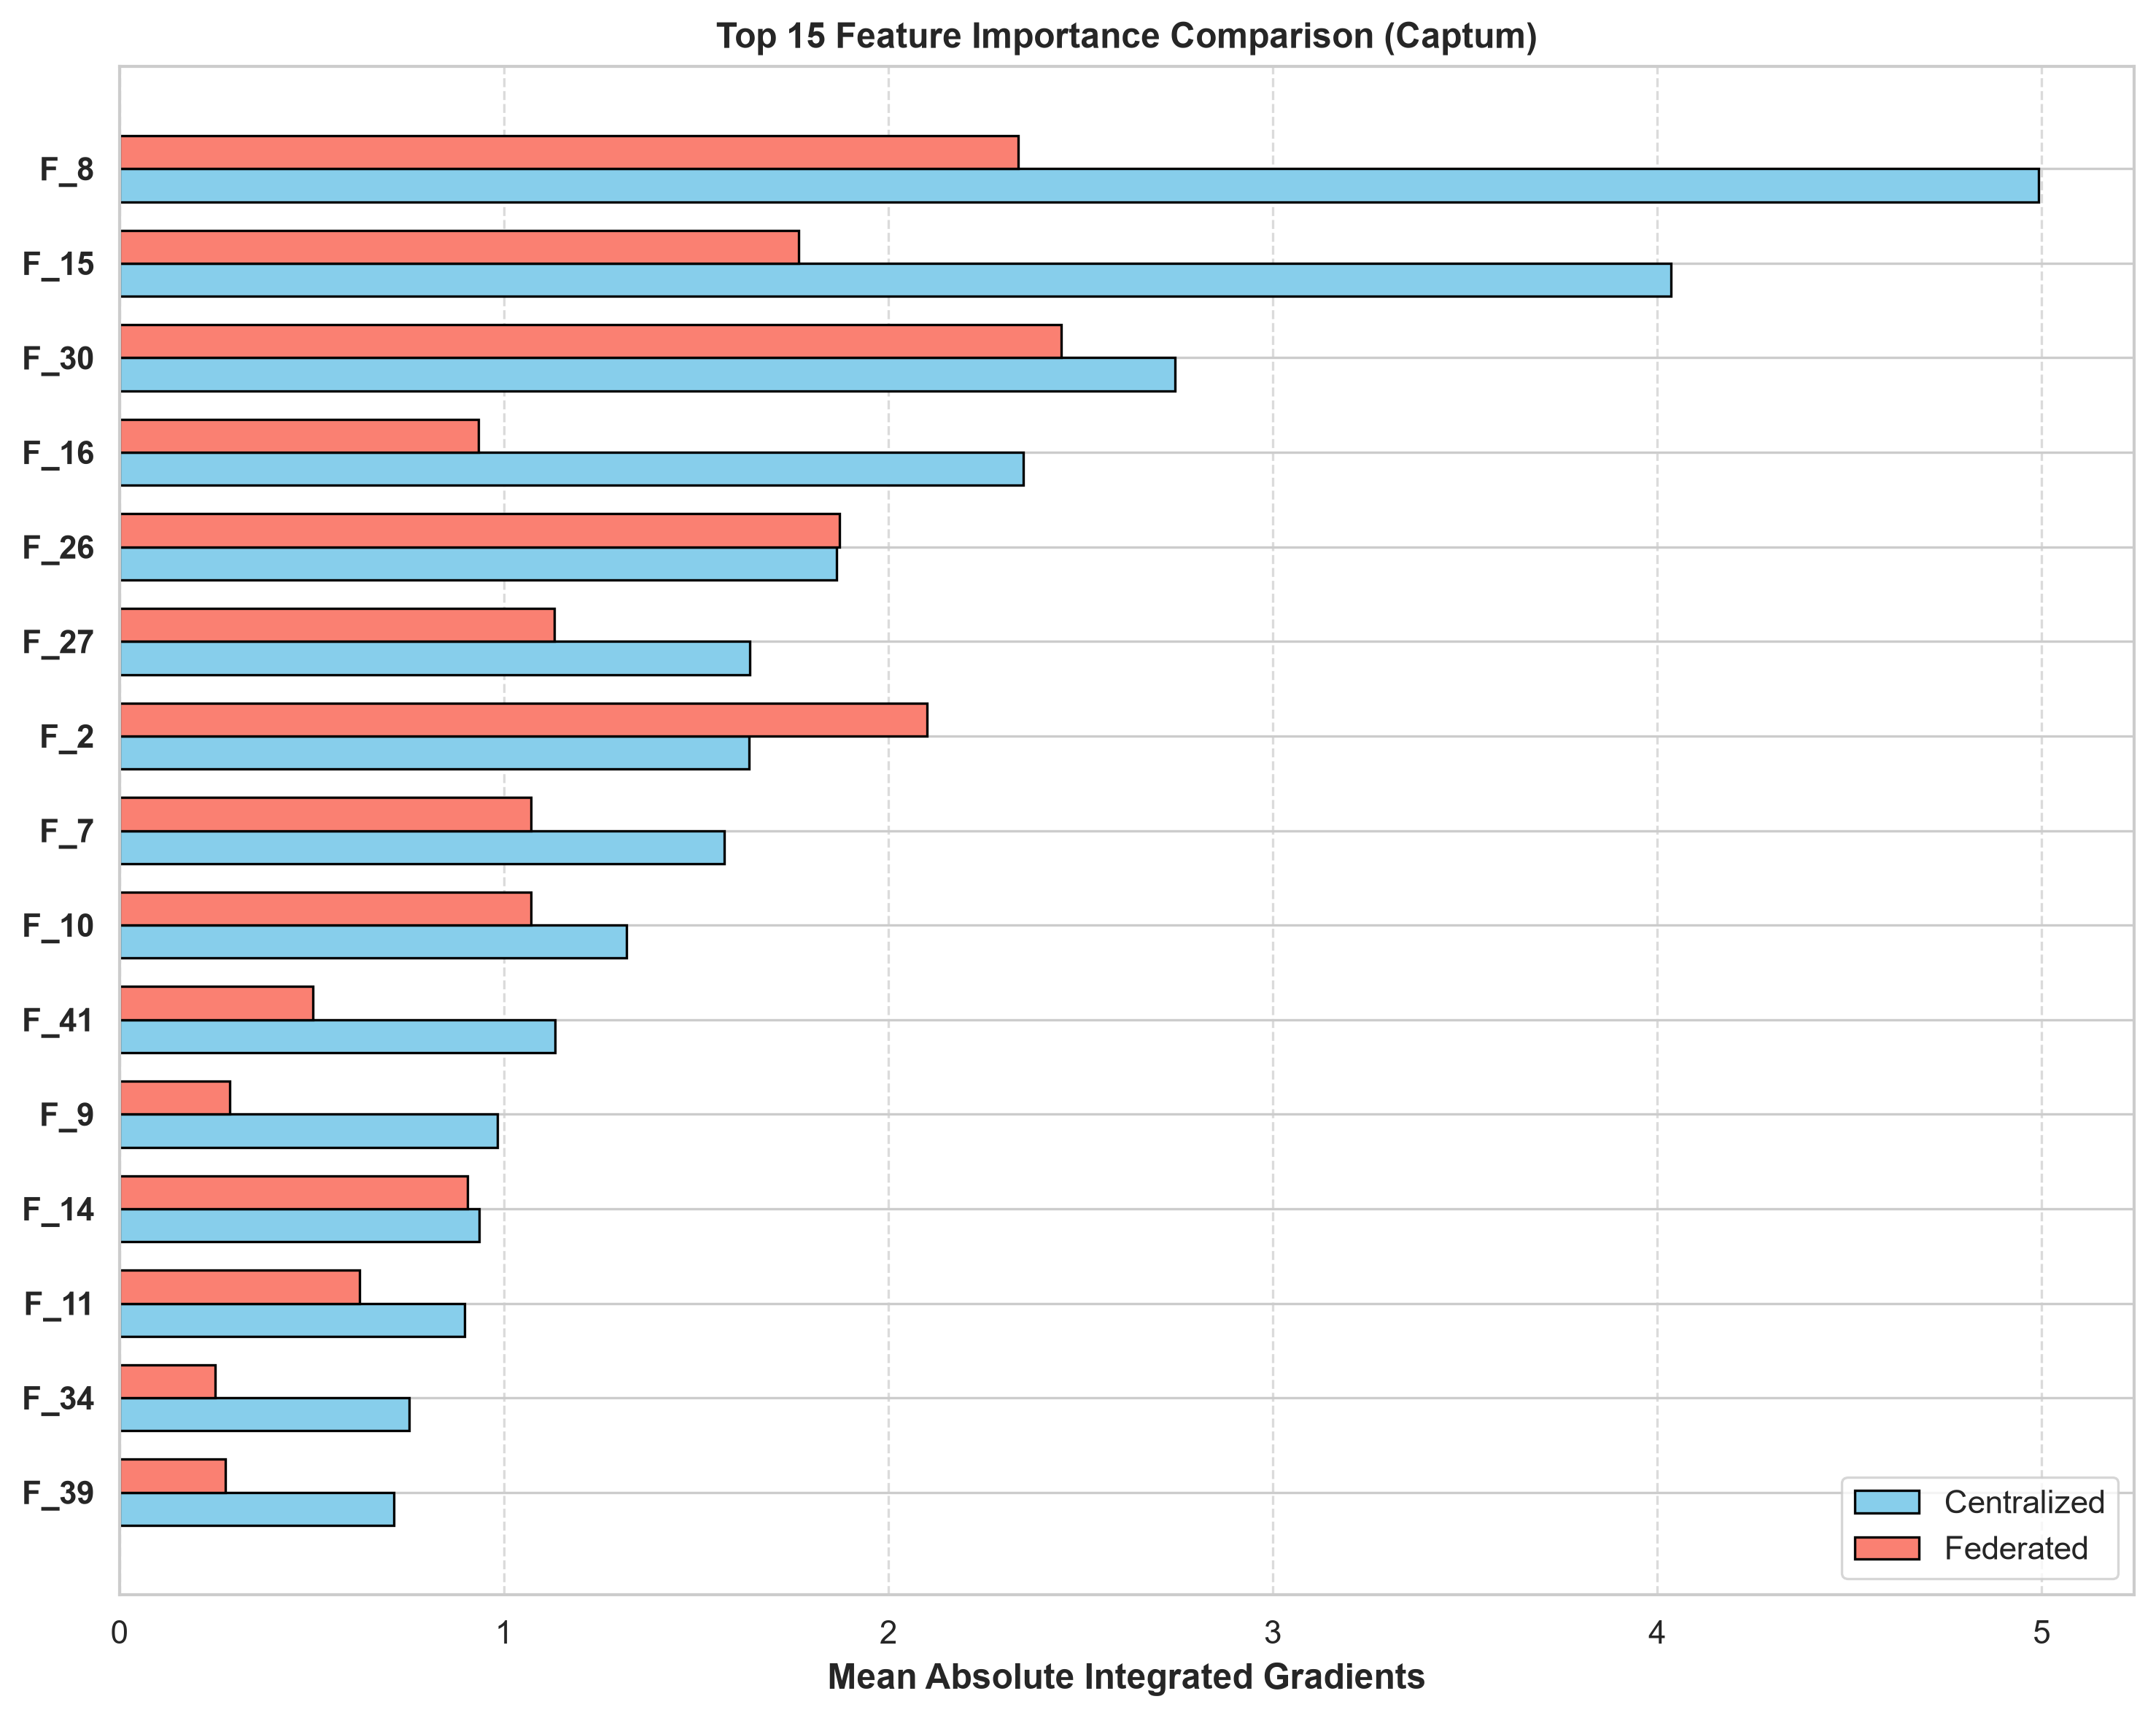 Top 15 Feature Importance Comparison (Captum)
F_8
F_15
F_30
F_16
F_26
F_27
F_2
F_7
F_10
F_41
F_9
F_14
F_11
F_34
F_39
Centralized
Federated
0 1 2 3 4 5
Mean Absolute Integrated Gradients